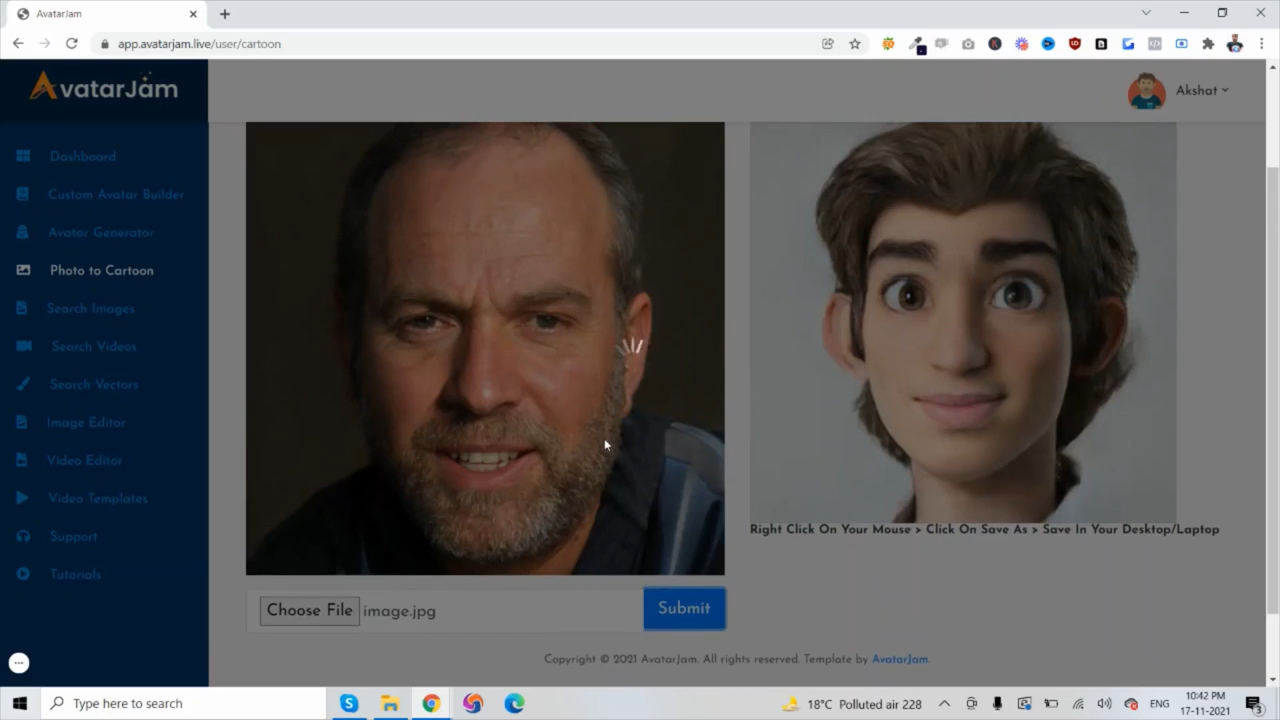 AvatarJam
app.avatarjam.live/user/cartoon
AvatarJam
Akshat
Dashboard
Custom Avatar Builder
Avatar Generator
Photo to Cartoon
Search Images
Search Videos
Search Vectors
Image Editor
Video Editor
Video Templates
Support
Tutorials
Right Click On Your Mouse > Click On Save As > Save In Your Desktop/Laptop
Choose File image.jpg
Submit
Copyright © 2021 AvatarJam. All rights reserved. Template by AvatarJam.
Type here to search
18°C Polluted air 228
ENG
10:42 PM
17-11-2021
3